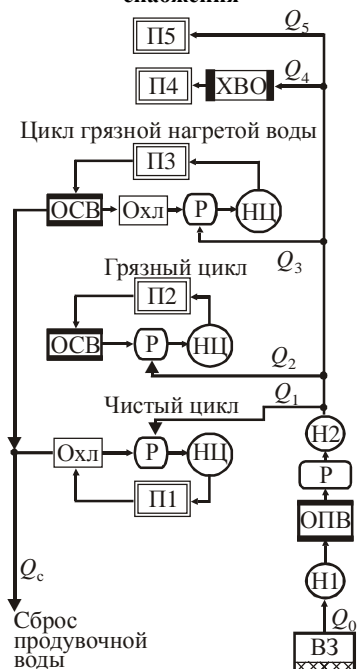 снабжения
Q5
П5
Q4
П4
ХВО
Цикл грязной нагретой воды
П3
ОСВ
Охл
Р
НЦ
Q3
Грязный цикл
П2
ОСВ
Р
НЦ
Q2
Q1
Чистый цикл
Н2
Охл
Р
НЦ
Р
П1
ОПВ
Qс
Н1
Q0
Сброс
продувочной
воды
ВЗ